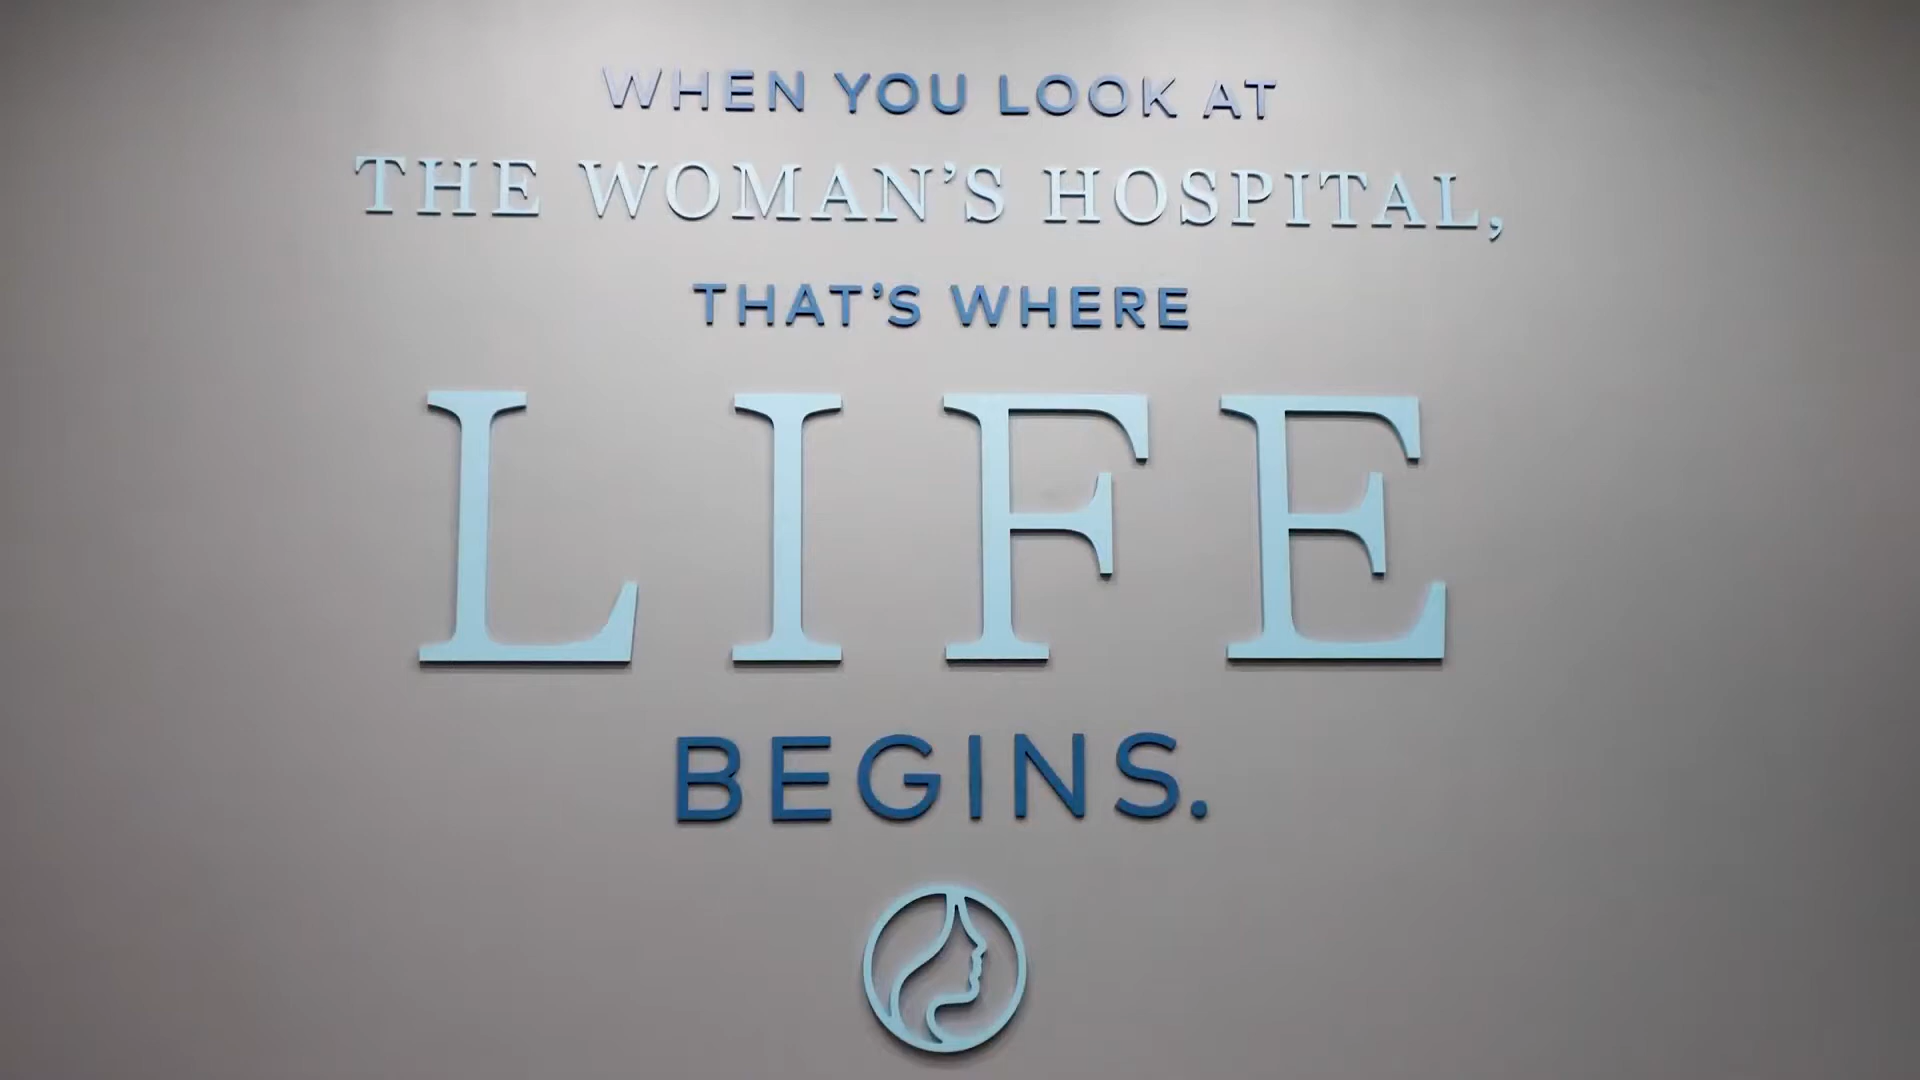 WHEN YOU LOOK AT
THE WOMAN'S HOSPITAL,
THAT'S WHERE
LIFE
BEGINS.